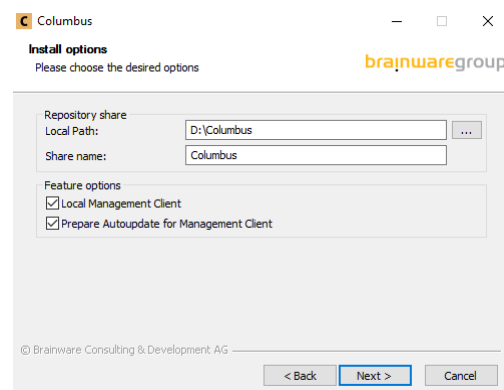 C Columbus
Install options
Please choose the desired options
brainwaregroup
Repository share
Local Path: D:\Columbus ...
Share name: Columbus
Feature options
Local Management Client
Prepare Autoupdate for Management Client
© Brainware Consulting & Development AG
< Back Next > Cancel